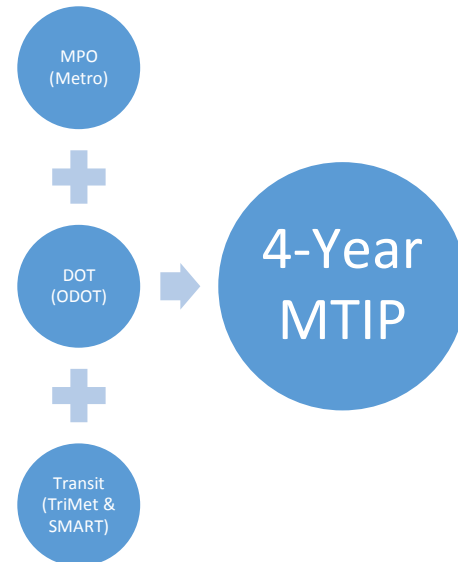 MPO
(Metro)
DOT
(ODOT)
4-Year
MTIP
Transit
(TriMet &
SMART)